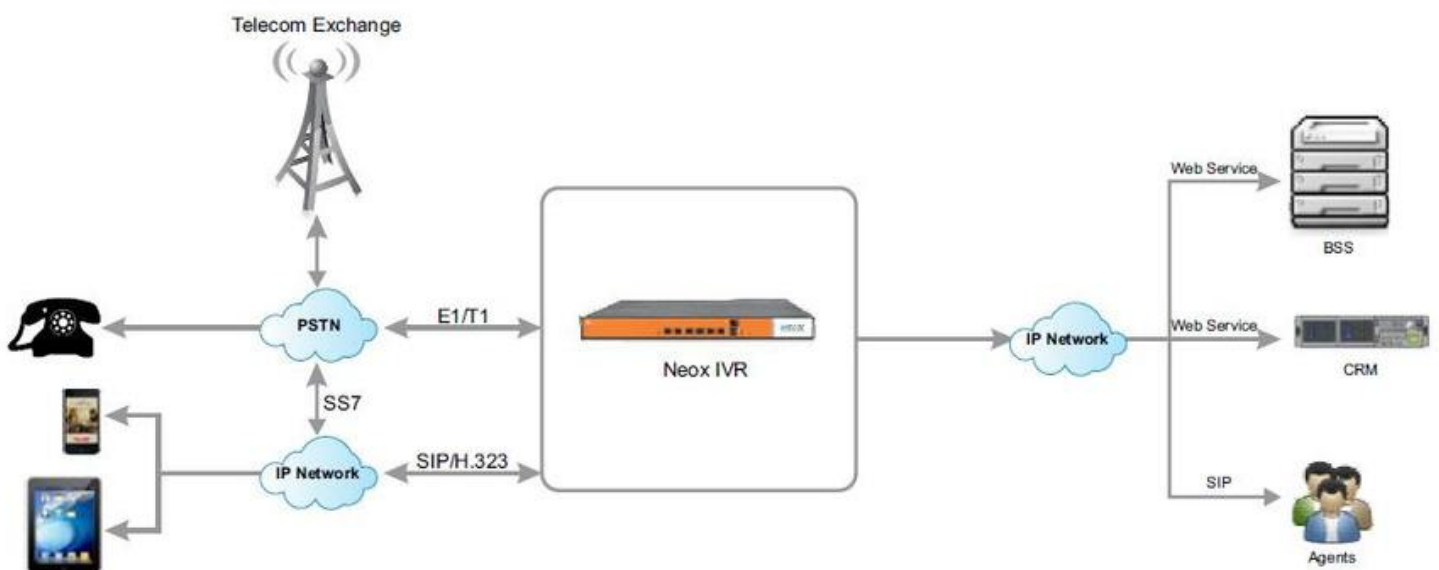 Telecom Exchange
PSTN
E1/T1
SS7
IP Network
SIP/H.323
Neox IVR
IP Network
Web Service
BSS
Web Service
CRM
SIP
Agents